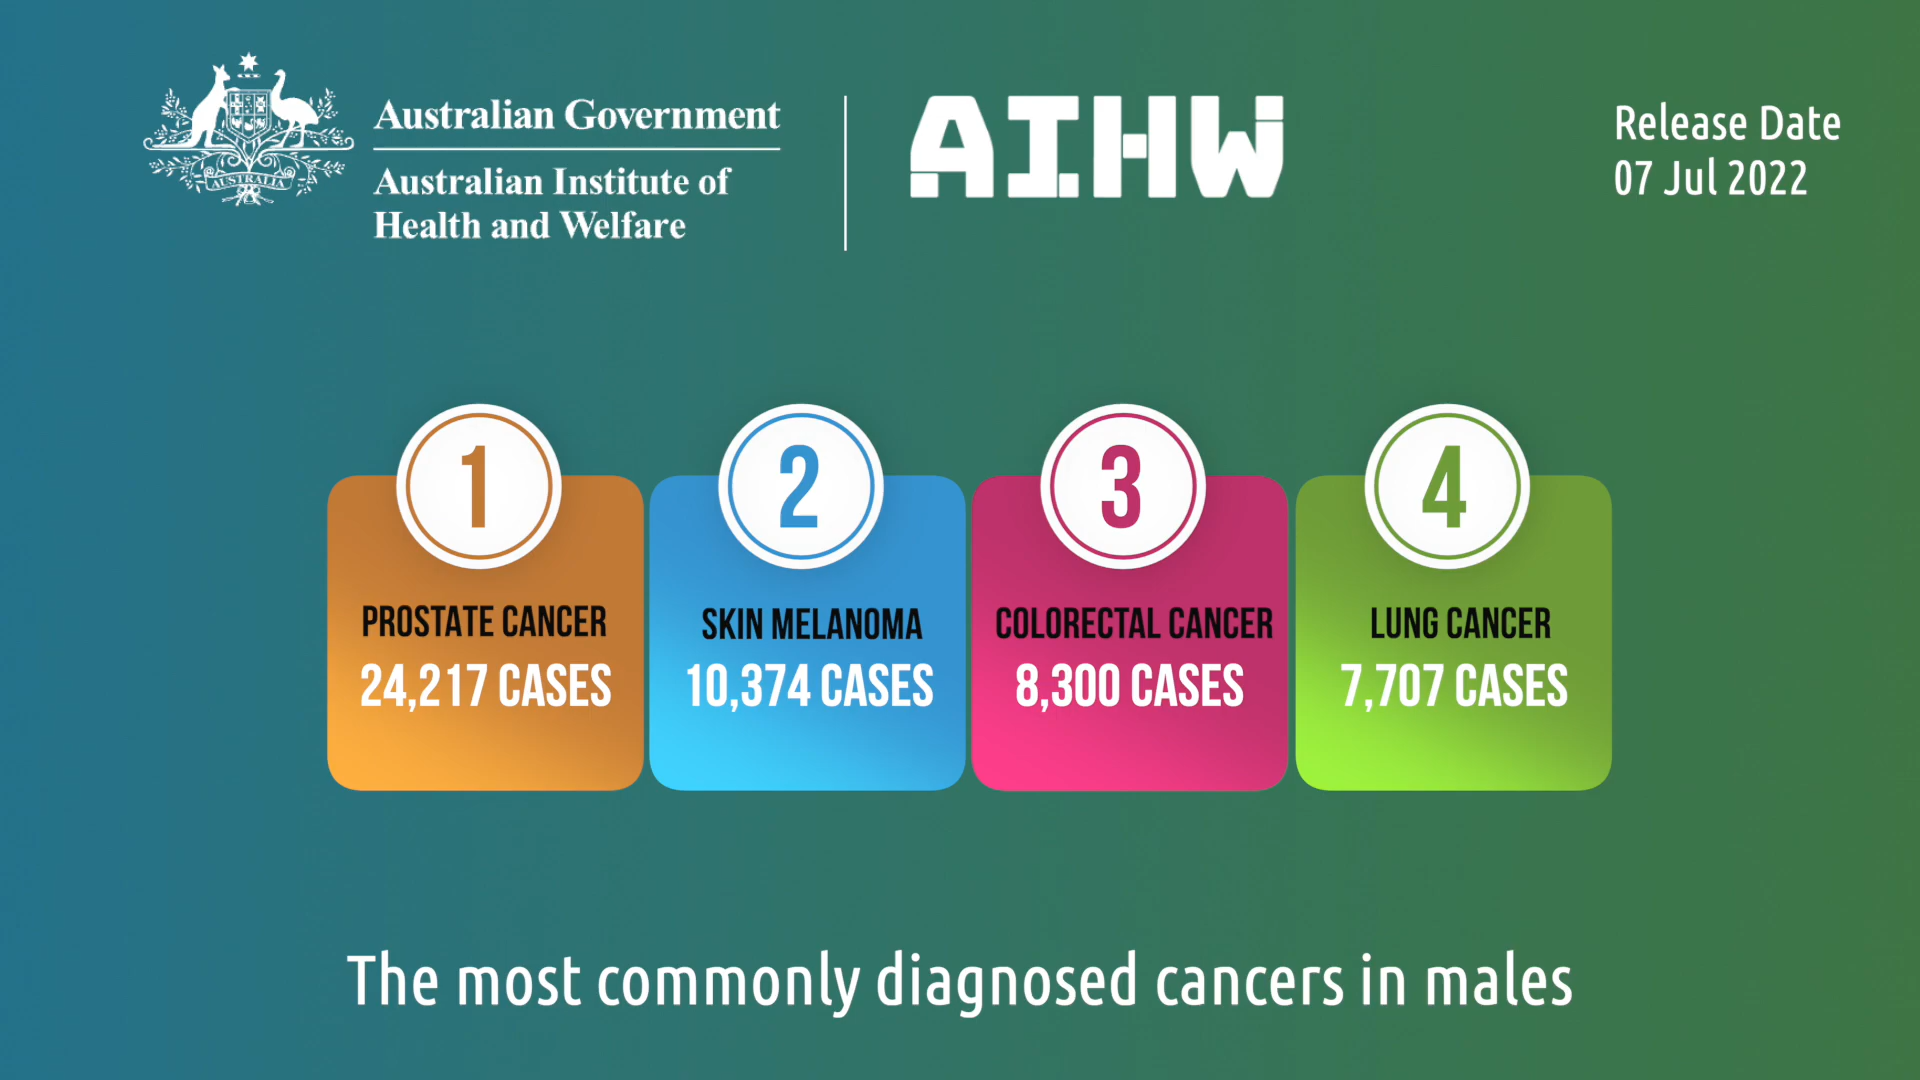 AUSTRALIA
Australian Government
Australian Institute of
Health and Welfare
AIHW
Release Date
07 Jul 2022
1
PROSTATE CANCER
24,217 CASES
2
SKIN MELANOMA
10,374 CASES
3
COLORECTAL CANCER
8,300 CASES
4
LUNG CANCER
7,707 CASES
The most commonly diagnosed cancers in males